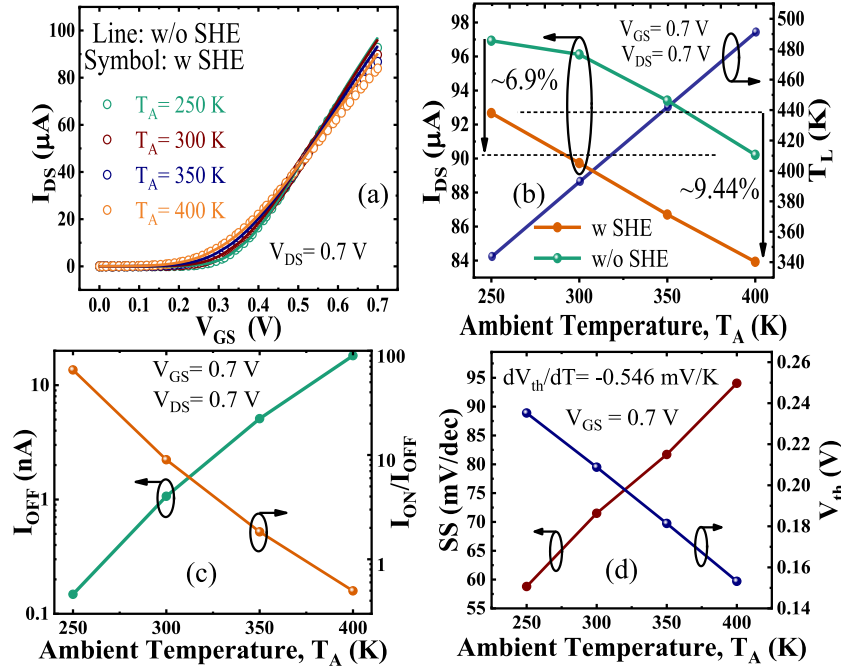 Line: w/o SHE
Symbol: w SHE
T_A= 250 K
T_A= 300 K
T_A= 350 K
T_A= 400 K
(a)
V_DS= 0.7 V
100
80
60
40
20
0
I_DS (μA)
0.0 0.1 0.2 0.3 0.4 0.5 0.6 0.7
V_GS (V)
V_GS= 0.7 V
V_DS= 0.7 V
~6.9%
~9.44%
(b)
w SHE
w/o SHE
98
96
94
92
90
88
86
84
I_DS (μA)
500
480
460
440
420
400
380
360
340
T_L (K)
250 300 350 400
Ambient Temperature, T_A (K)
V_GS= 0.7 V
V_DS= 0.7 V
(c)
10
1
0.1
I_OFF (nA)
100
10
1
I_ON/I_OFF
250 300 350 400
Ambient Temperature, T_A (K)
dV_th/dT= -0.546 mV/K
V_GS = 0.7 V
(d)
95
90
85
80
75
70
65
60
55
SS (mV/dec)
0.26
0.24
0.22
0.20
0.18
0.16
0.14
V_th (V)
250 300 350 400
Ambient Temperature, T_A (K)